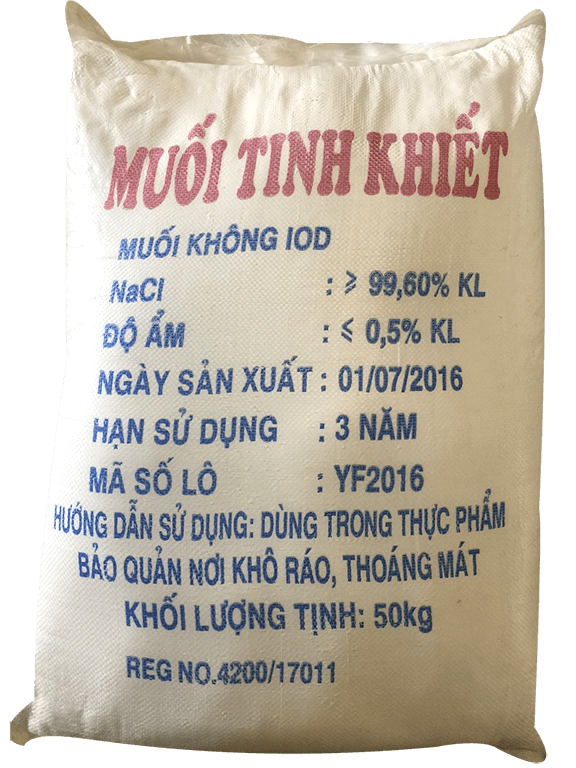 MUỐI TINH KHIẾT
MUỐI KHÔNG IOD
NaCl : ≥ 99,60% KL
ĐỘ ẨM : ≤ 0,5% KL
NGÀY SẢN XUẤT : 01/07/2016
HẠN SỬ DỤNG : 3 NĂM
MÃ SỐ LÔ : YF2016
HƯỚNG DẪN SỬ DỤNG: DÙNG TRONG THỰC PHẨM
BẢO QUẢN NƠI KHÔ RÁO, THOÁNG MÁT
KHỐI LƯỢNG TỊNH: 50kg
REG NO.4200/17011